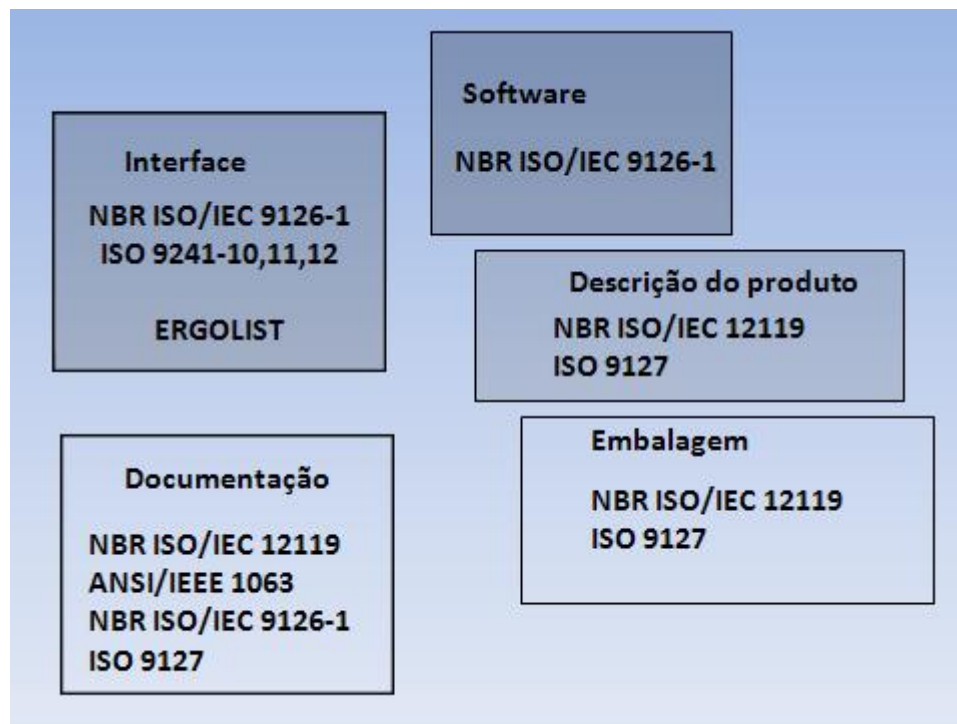 Software
NBR ISO/IEC 9126-1
Interface
NBR ISO/IEC 9126-1
ISO 9241-10,11,12
ERGOLIST
Descrição do produto
NBR ISO/IEC 12119
ISO 9127
Embalagem
NBR ISO/IEC 12119
ISO 9127
Documentação
NBR ISO/IEC 12119
ANSI/IEEE 1063
NBR ISO/IEC 9126-1
ISO 9127